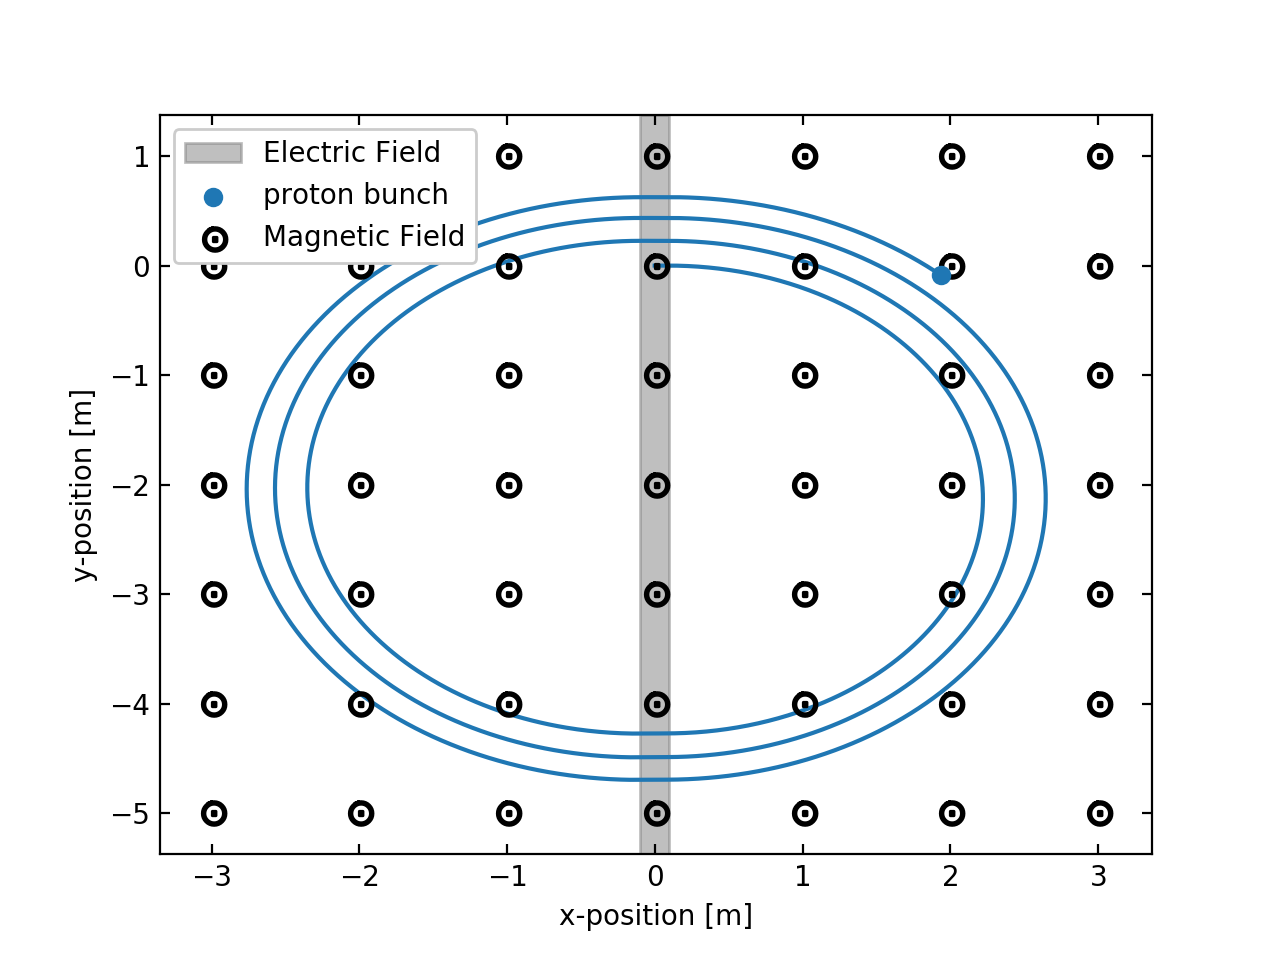 Electric Field
proton bunch
Magnetic Field
1
0
−1
−2
−3
−4
−5
y-position [m]
−3 −2 −1 0 1 2 3
x-position [m]